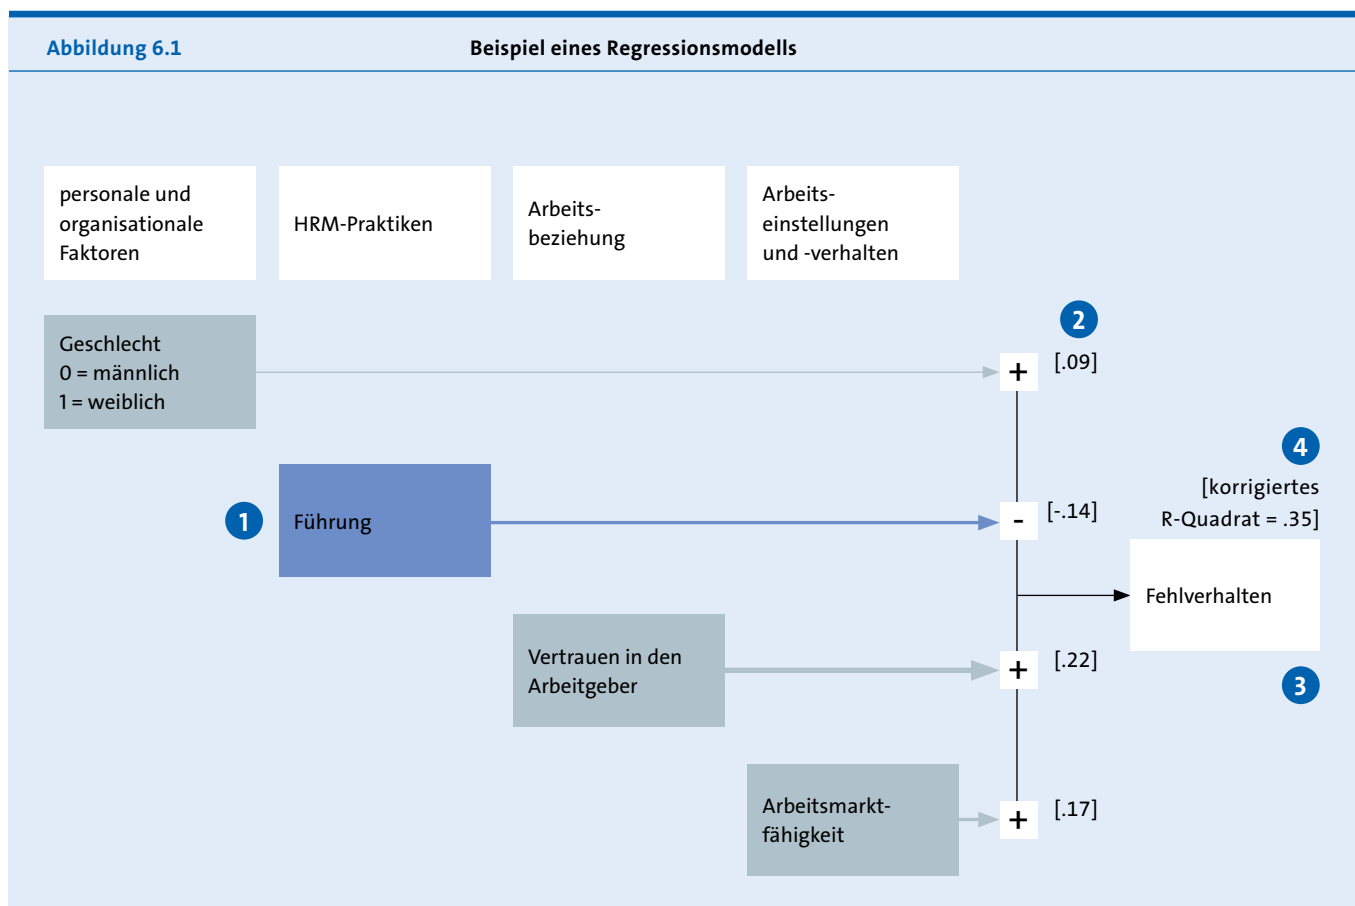 Abbildung 6.1
Beispiel eines Regressionsmodells
personale und
organisationale
Faktoren
HRM-Praktiken
Arbeits-
beziehung
Arbeits-
einstellungen
und -verhalten
Geschlecht
0 = männlich
1 = weiblich
+
2
[.09]
1
Führung
-
[-.14]
4
[korrigiertes
R-Quadrat = .35]
Fehlverhalten
3
Vertrauen in den
Arbeitgeber
+
[.22]
Arbeitsmarkt-
fähigkeit
+
[.17]